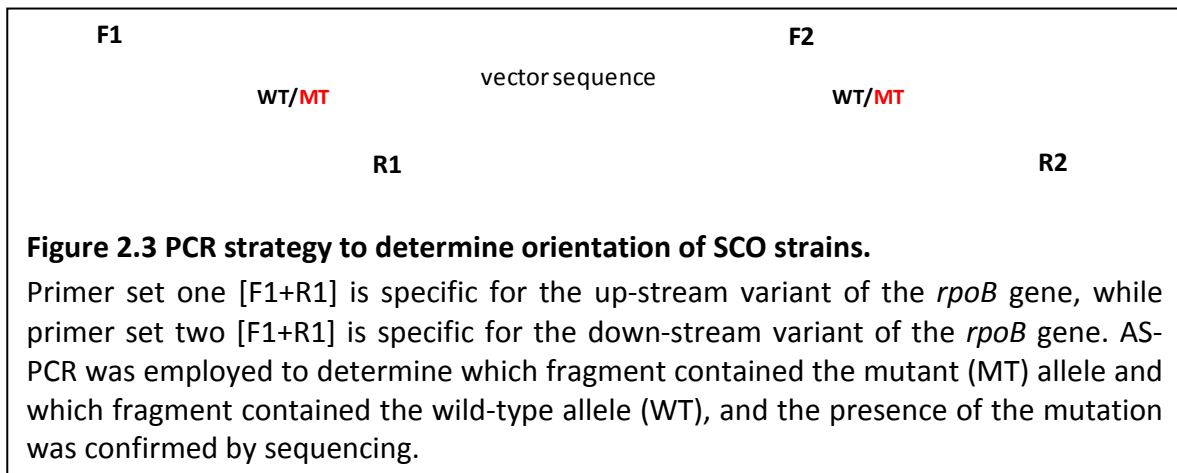 F1 F2
vector sequence
WT/MT WT/MT
R1 R2
Figure 2.3 PCR strategy to determine orientation of SCO strains.
Primer set one [F1+R1] is specific for the up-stream variant of the rpoB gene, while
primer set two [F1+R1] is specific for the down-stream variant of the rpoB gene. AS-
PCR was employed to determine which fragment contained the mutant (MT) allele and
which fragment contained the wild-type allele (WT), and the presence of the mutation
was confirmed by sequencing.